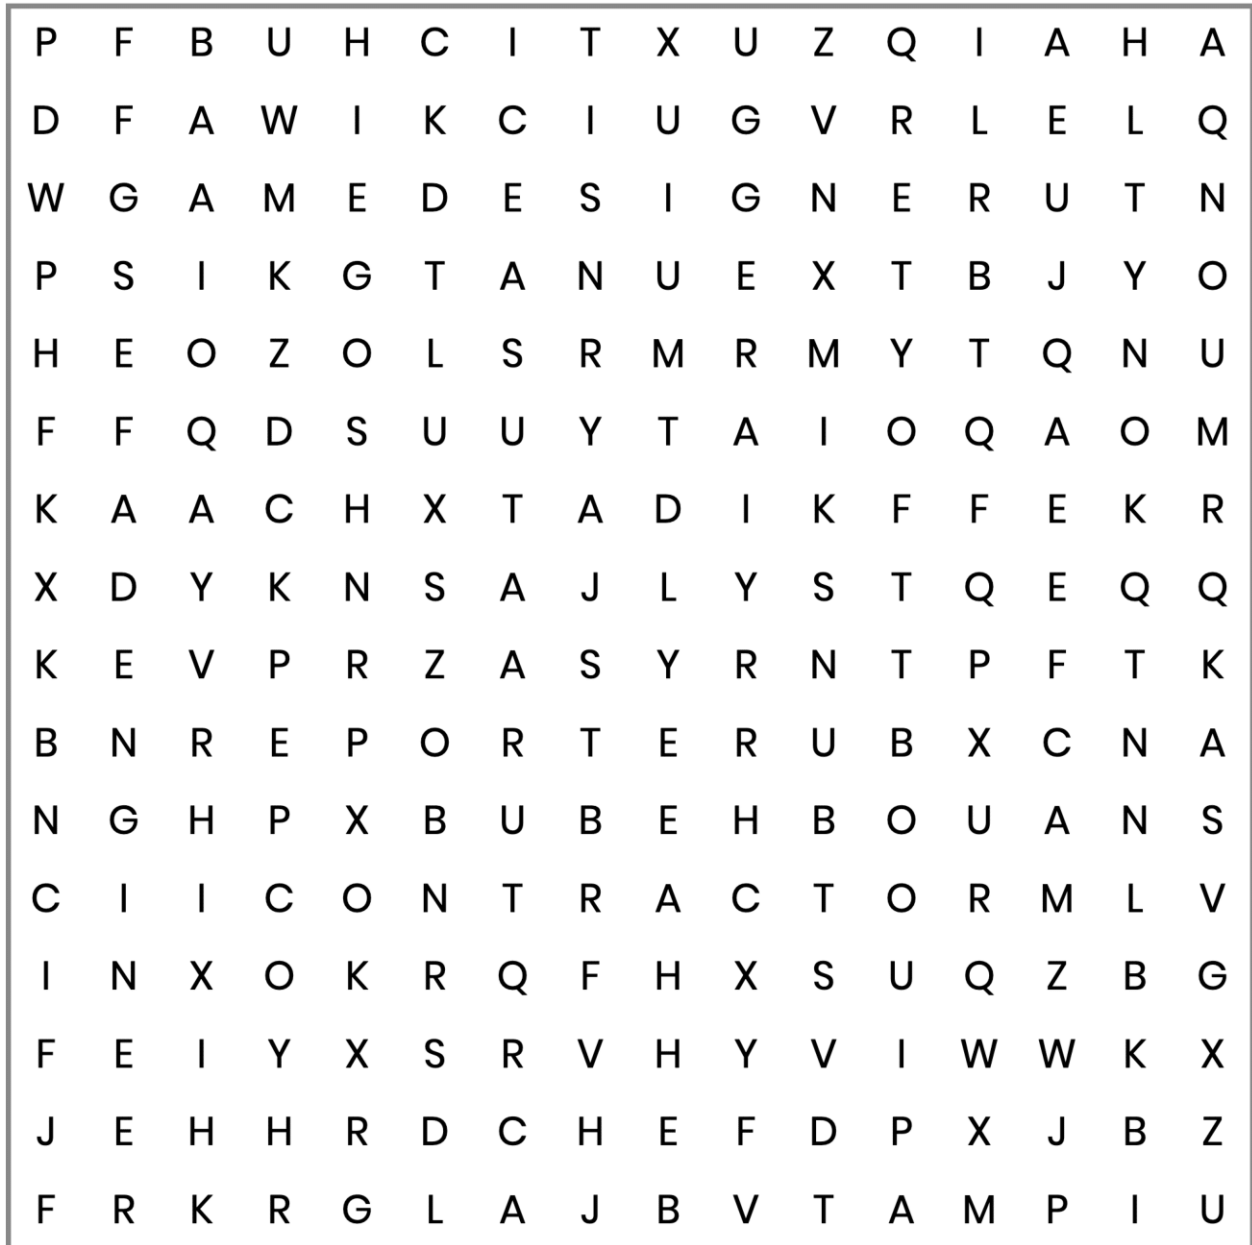 P F B U H C I T X U Z Q I A H A
D F A W I K C I U G V R L E L Q
W G A M E D E S I G N E R U T N
P S I K G T A N U E X T B J Y O
H E O Z O L S R M R M Y T Q N U
F F Q D S U U Y T A I O Q A O M
K A A C H X T A D I K F F E K R
X D Y K N S A J L Y S T Q E Q Q
K E V P R Z A S Y R N T P F T K
B N R E P O R T E R U B X C N A
N G H P X B U B E H B O U A N S
C I I C O N T R A C T O R M L V
I N X O K R Q F H X S U Q Z B G
F E I Y X S R V H Y V I W W K X
J E H H R D C H E F D P X J B Z
F R K R G L A J B V T A M P I U